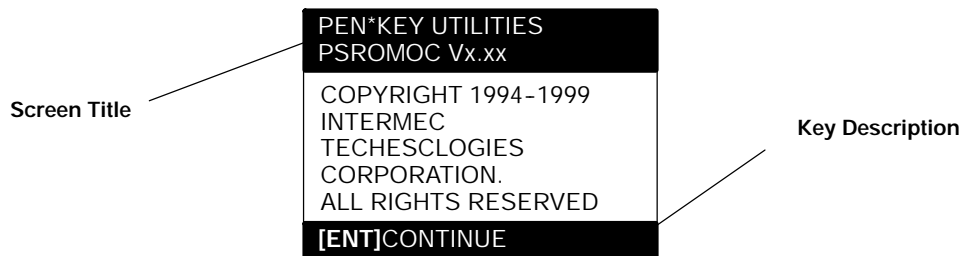 PEN*KEY UTILITIES
PSROMOC Vx.xx
COPYRIGHT 1994-1999
INTERMEC
TECHESCLOGIES
CORPORATION.
ALL RIGHTS RESERVED
[ENT]CONTINUE
Screen Title
Key Description